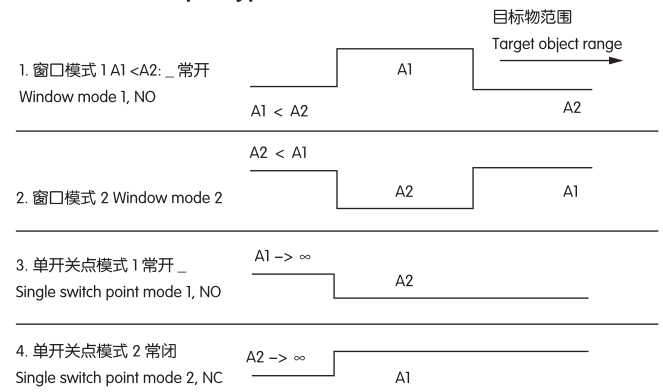 目标物范围
Target object range
1. 窗口模式 1 A1 <A2: _ 常开
Window mode 1, NO
A1
A1 < A2
A2
A2 < A1
2. 窗口模式 2 Window mode 2
A2
A1
3. 单开关点模式 1 常开 _
Single switch point mode 1, NO
A1 -> ∞
A2
4. 单开关点模式 2 常闭
Single switch point mode 2, NC
A2 -> ∞
A1